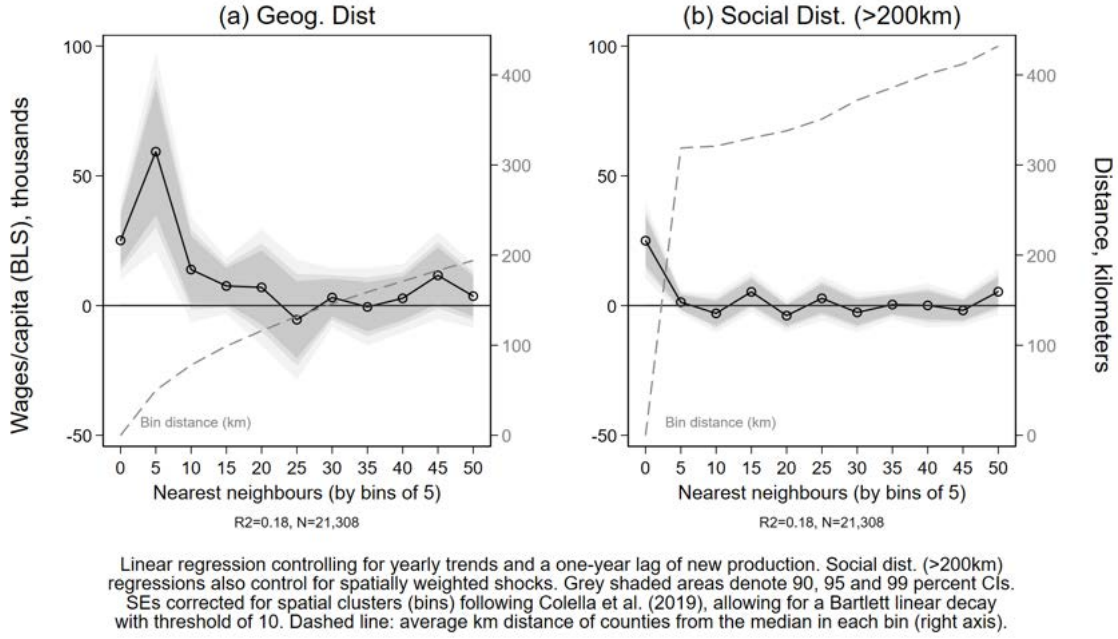 (a) Geog. Dist
(b) Social Dist. (>200km)
Wages/capita (BLS), thousands
100
50
0
-50
400
300
200
100
0
Bin distance (km)
0 5 10 15 20 25 30 35 40 45 50
Nearest neighbours (by bins of 5)
R2=0.18, N=21,308
100
50
0
-50
400
300
200
100
0
Distance, kilometers
Bin distance (km)
0 5 10 15 20 25 30 35 40 45 50
Nearest neighbours (by bins of 5)
R2=0.18, N=21,308
Linear regression controlling for yearly trends and a one-year lag of new production. Social dist. (>200km)
regressions also control for spatially weighted shocks. Grey shaded areas denote 90, 95 and 99 percent CIs.
SEs corrected for spatial clusters (bins) following Colella et al. (2019), allowing for a Bartlett linear decay
with threshold of 10. Dashed line: average km distance of counties from the median in each bin (right axis).